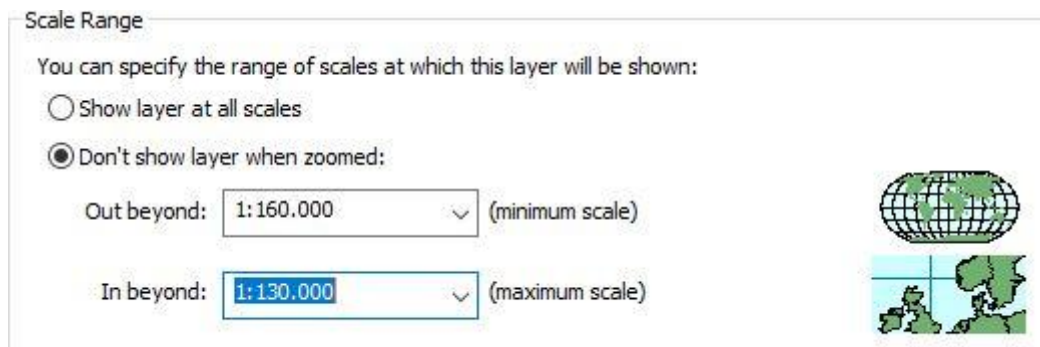 Scale Range
You can specify the range of scales at which this layer will be shown:
Show layer at all scales
Don't show layer when zoomed:
Out beyond: 1:160.000 (minimum scale)
In beyond: 1:130.000 (maximum scale)